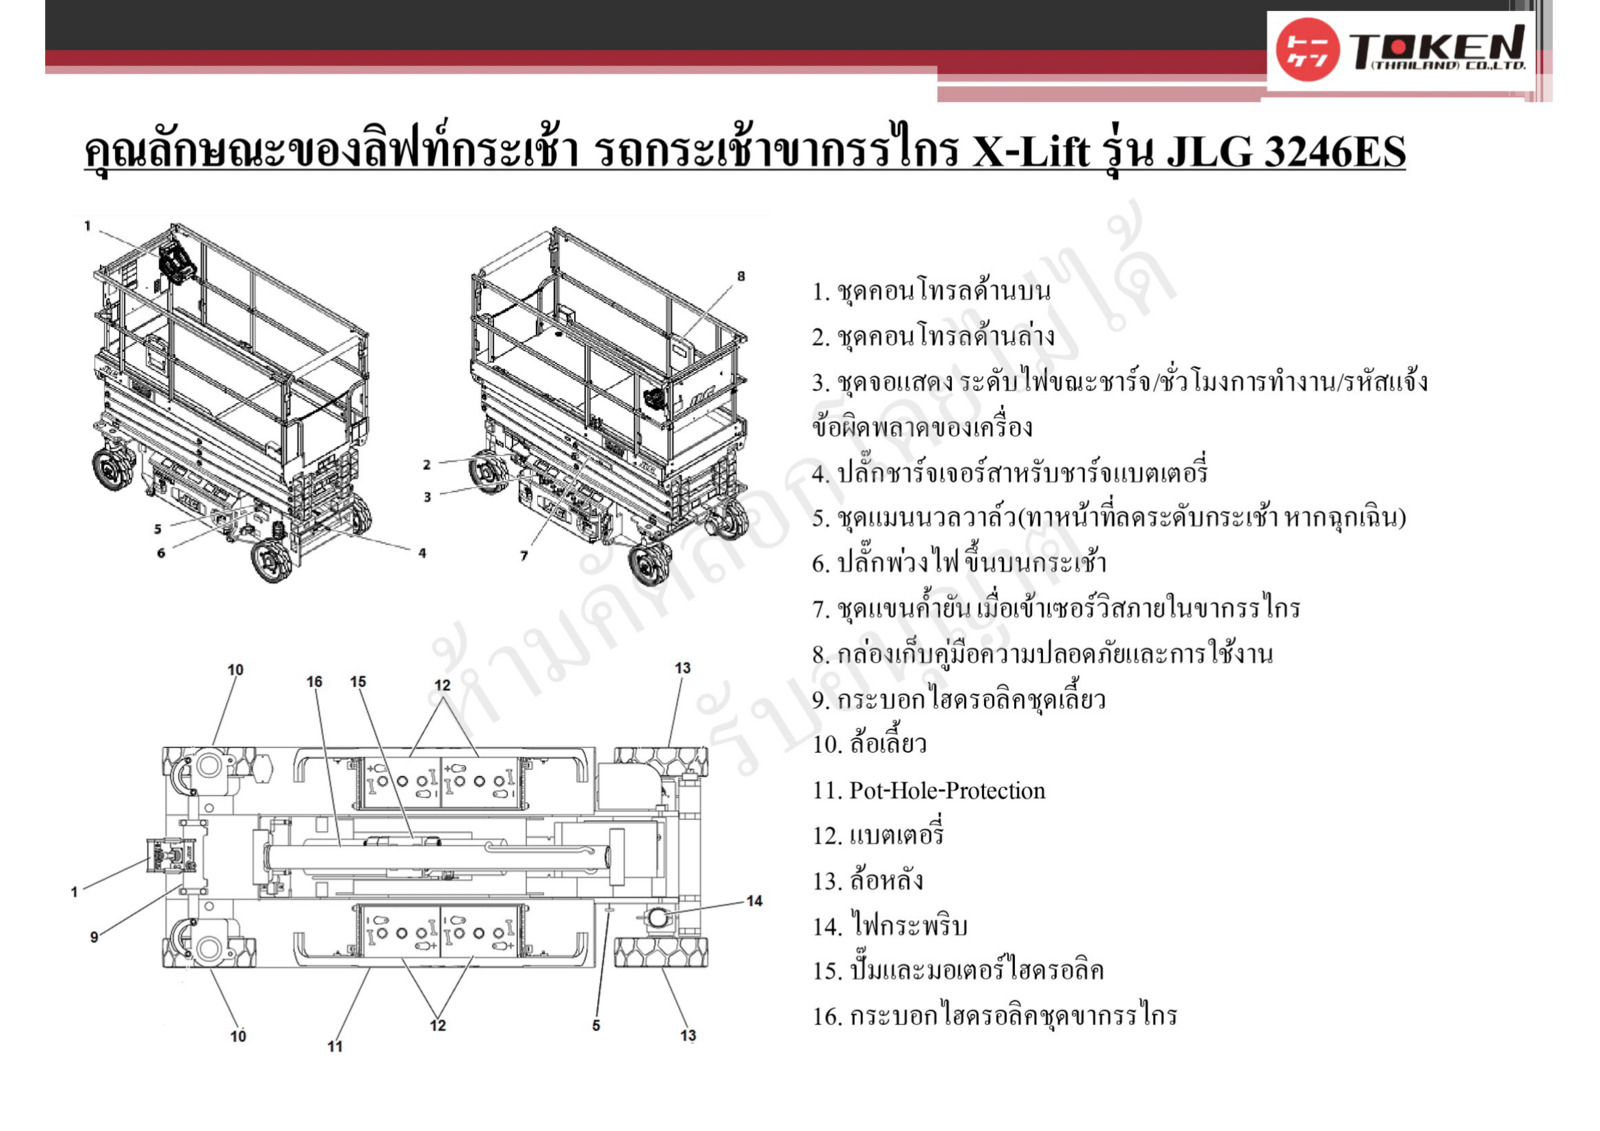 トー
ケン
TOKEN
(THAILAND) CO.,LTD.
คุณลักษณะของลิฟท์กระเช้า รถกระเช้าขากรรไกร X-Lift รุ่น JLG 3246ES
1
8
2
3
5
6
4
7
1. ชุดคอนโทรลด้านบน
2. ชุดคอนโทรลด้านล่าง
3. ชุดจอแสดง ระดับไฟขณะชาร์จ/ชั่วโมงการทำงาน/รหัสแจ้ง
ข้อผิดพลาดของเครื่อง
4. ปลั๊กชาร์จเจอร์สาหรับชาร์จแบตเตอรี่
5. ชุดแมนนวลวาล์ว(ทาหน้าที่ลดระดับกระเช้า หากฉุกเฉิน)
6. ปลั๊กพ่วงไฟ ขึ้นบนกระเช้า
7. ชุดแขนค้ำยัน เมื่อเข้าเซอร์วิสภายในขากรรไกร
8. กล่องเก็บคู่มือความปลอดภัยและการใช้งาน
9. กระบอกไฮดรอลิคชุดเลี้ยว
10. ล้อเลี้ยว
11. Pot-Hole-Protection
12. แบตเตอรี่
13. ล้อหลัง
14. ไฟกระพริบ
15. ปั๊มและมอเตอร์ไฮดรอลิค
16. กระบอกไฮดรอลิคชุดขากรรไกร
10
16
15
12
13
1
9
14
10
11
12
5
13
ห้ามคัดลอกโดยไม่ได้
รับอนุญาต